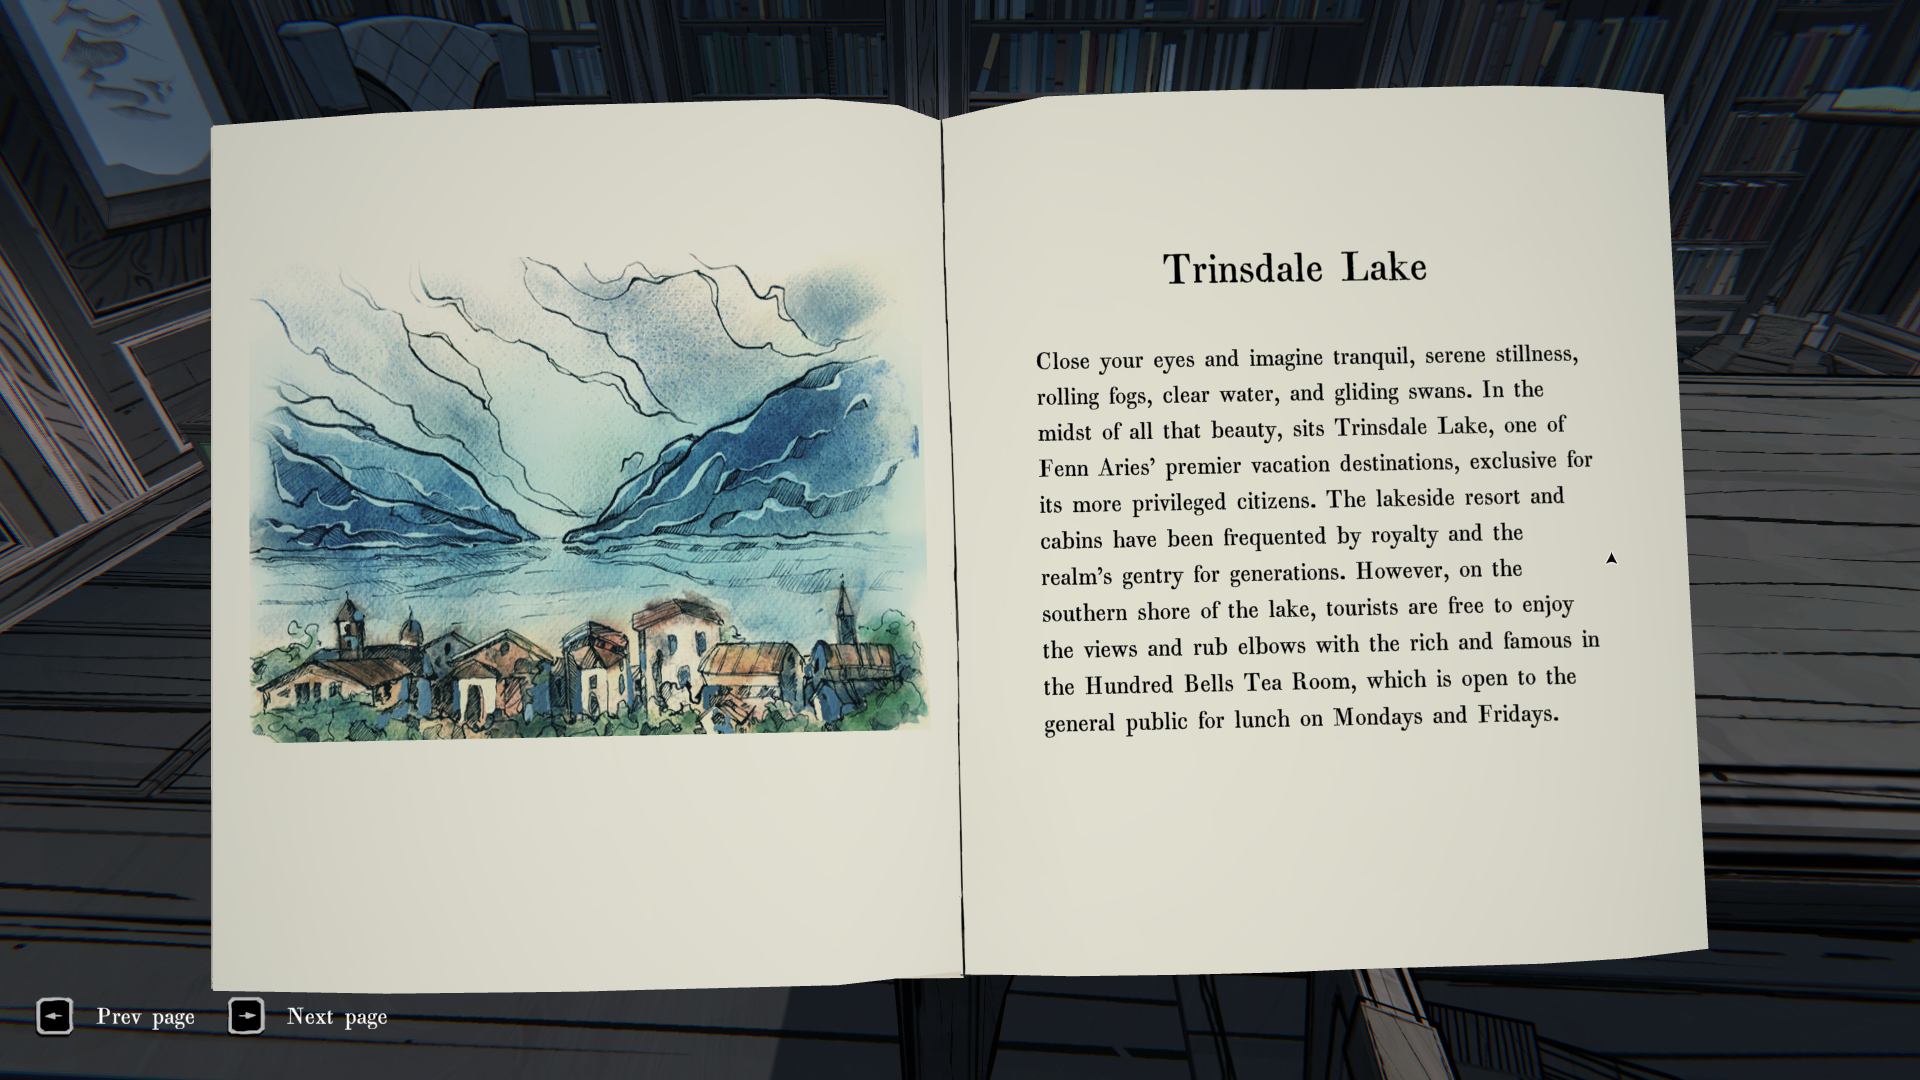 Trinsdale Lake
Close your eyes and imagine tranquil, serene stillness,
rolling fogs, clear water, and gliding swans. In the
midst of all that beauty, sits Trinsdale Lake, one of
Fenn Aries' premier vacation destinations, exclusive for
its more privileged citizens. The lakeside resort and
cabins have been frequented by royalty and the
realm's gentry for generations. However, on the
southern shore of the lake, tourists are free to enjoy
the views and rub elbows with the rich and famous in
the Hundred Bells Tea Room, which is open to the
general public for lunch on Mondays and Fridays.
Prev page
Next page